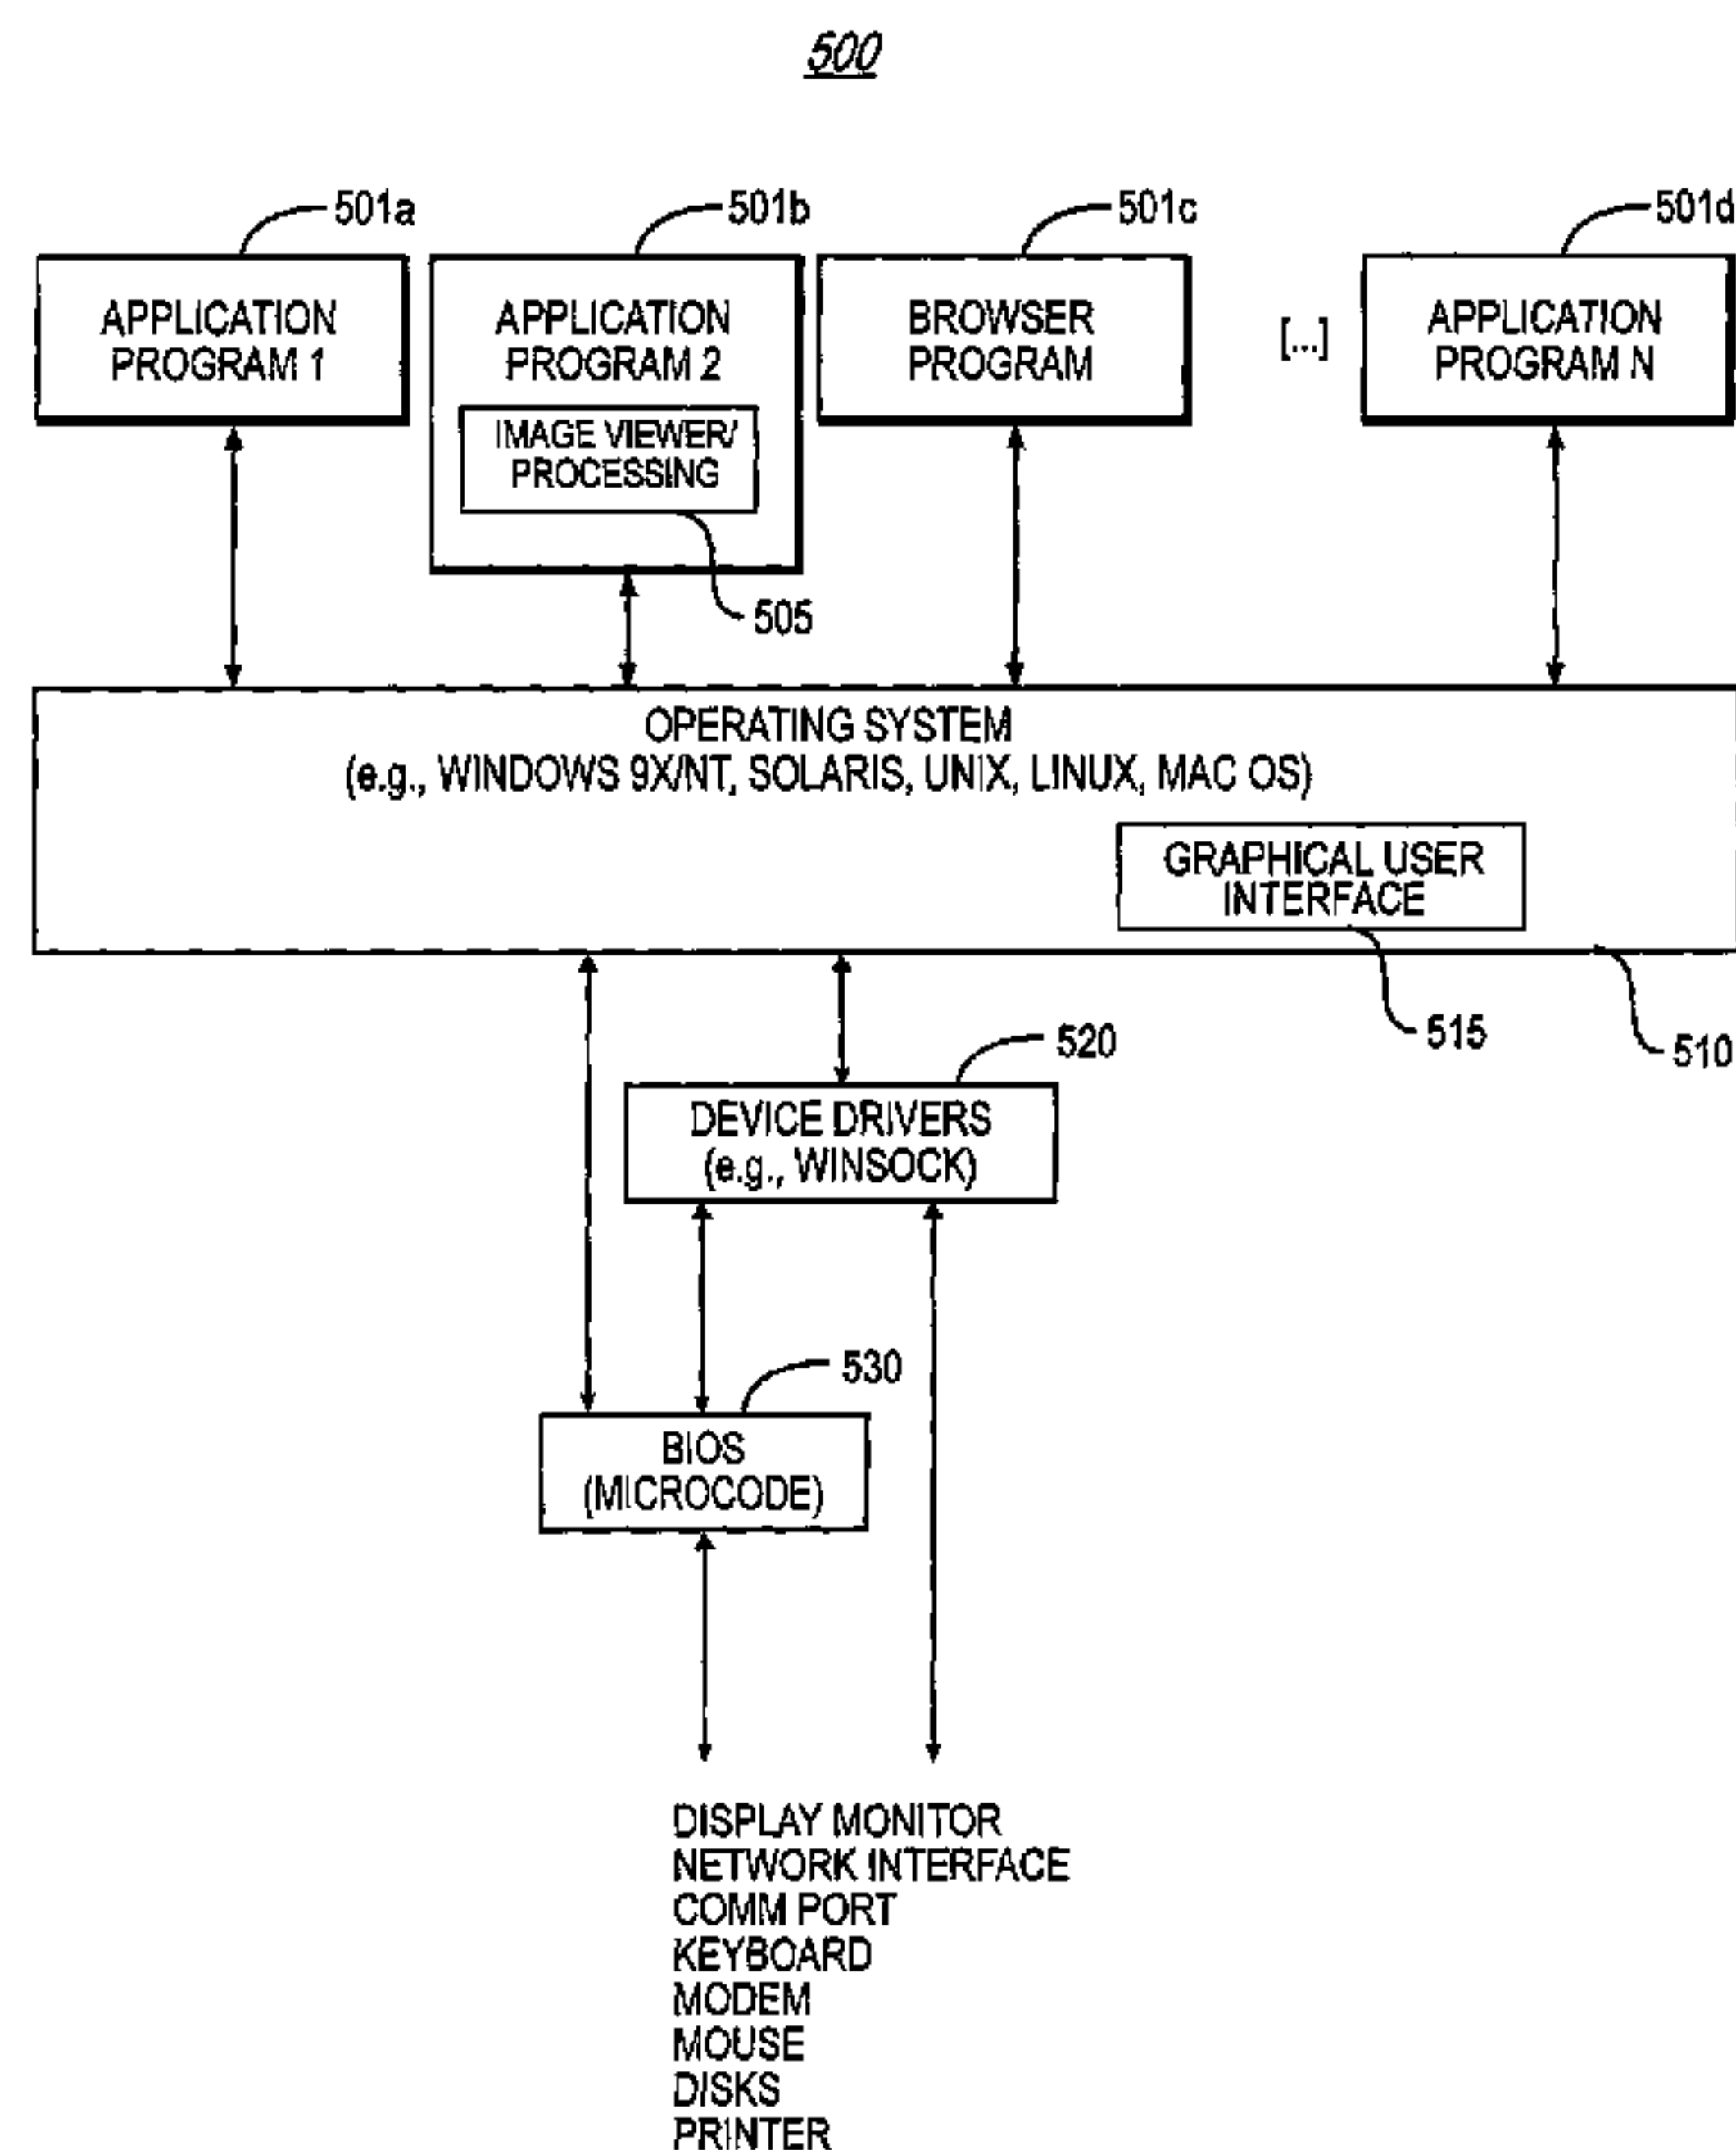 500
501a
501b
501c
501d
APPLICATION
PROGRAM 1
APPLICATION
PROGRAM 2
IMAGE VIEWER/
PROCESSING
BROWSER
PROGRAM
[...]
APPLICATION
PROGRAM N
505
OPERATING SYSTEM
(e.g., WINDOWS 9X/NT, SOLARIS, UNIX, LINUX, MAC OS)
GRAPHICAL USER
INTERFACE
515
510
520
DEVICE DRIVERS
(e.g., WINSOCK)
530
BIOS
(MICROCODE)
DISPLAY MONITOR
NETWORK INTERFACE
COMM PORT
KEYBOARD
MODEM
MOUSE
DISKS
PRINTER